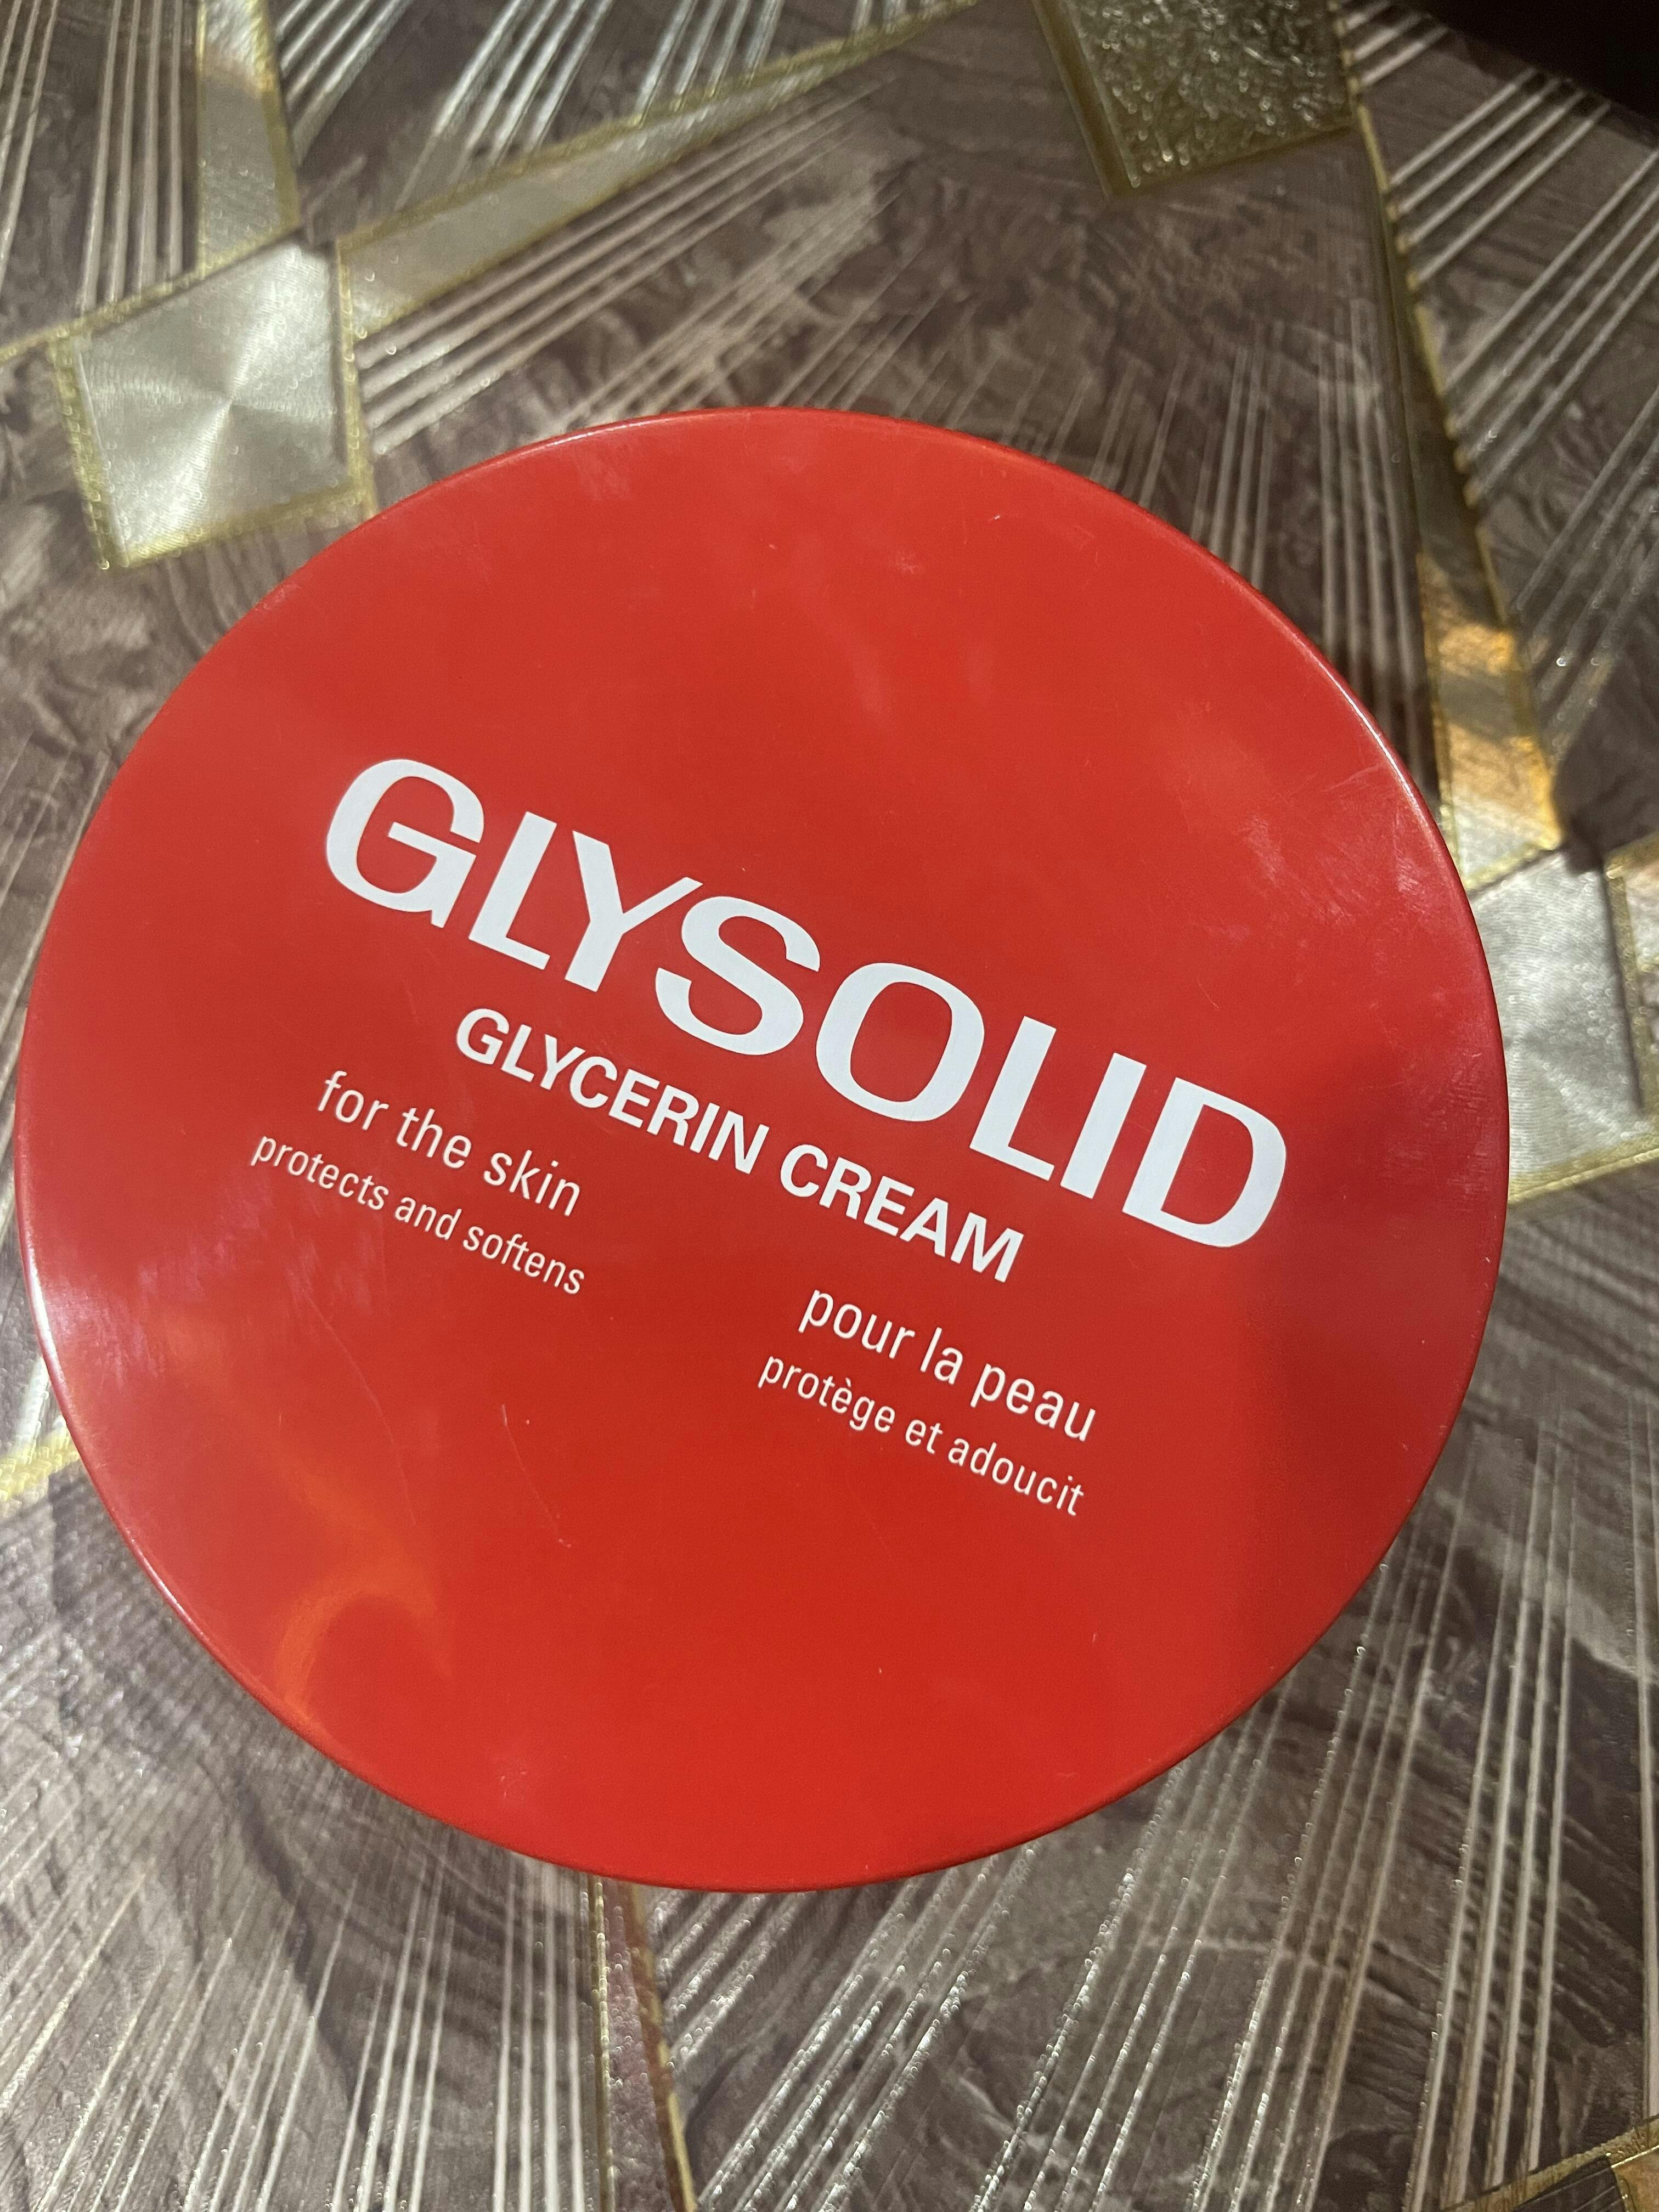 GLYSOLID
GLYCERIN CREAM
for the skin
protects and softens
pour la peau
protège et adoucit